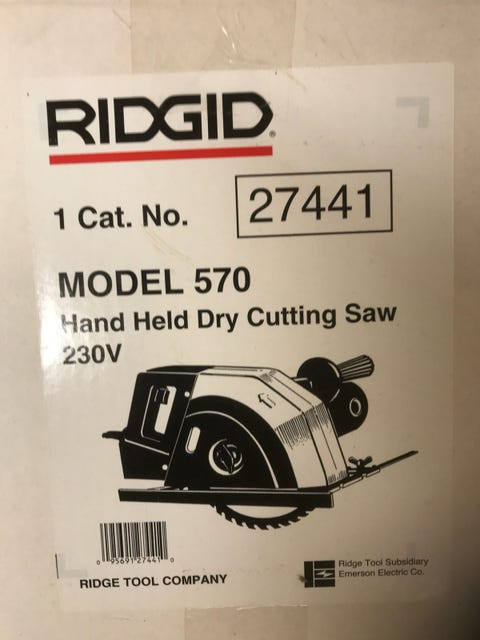 RIDGID®
1 Cat. No. 27441
MODEL 570
Hand Held Dry Cutting Saw
230V
0 95691 27441 0
RIDGE TOOL COMPANY
Ridge Tool Subsidiary
Emerson Electric Co.